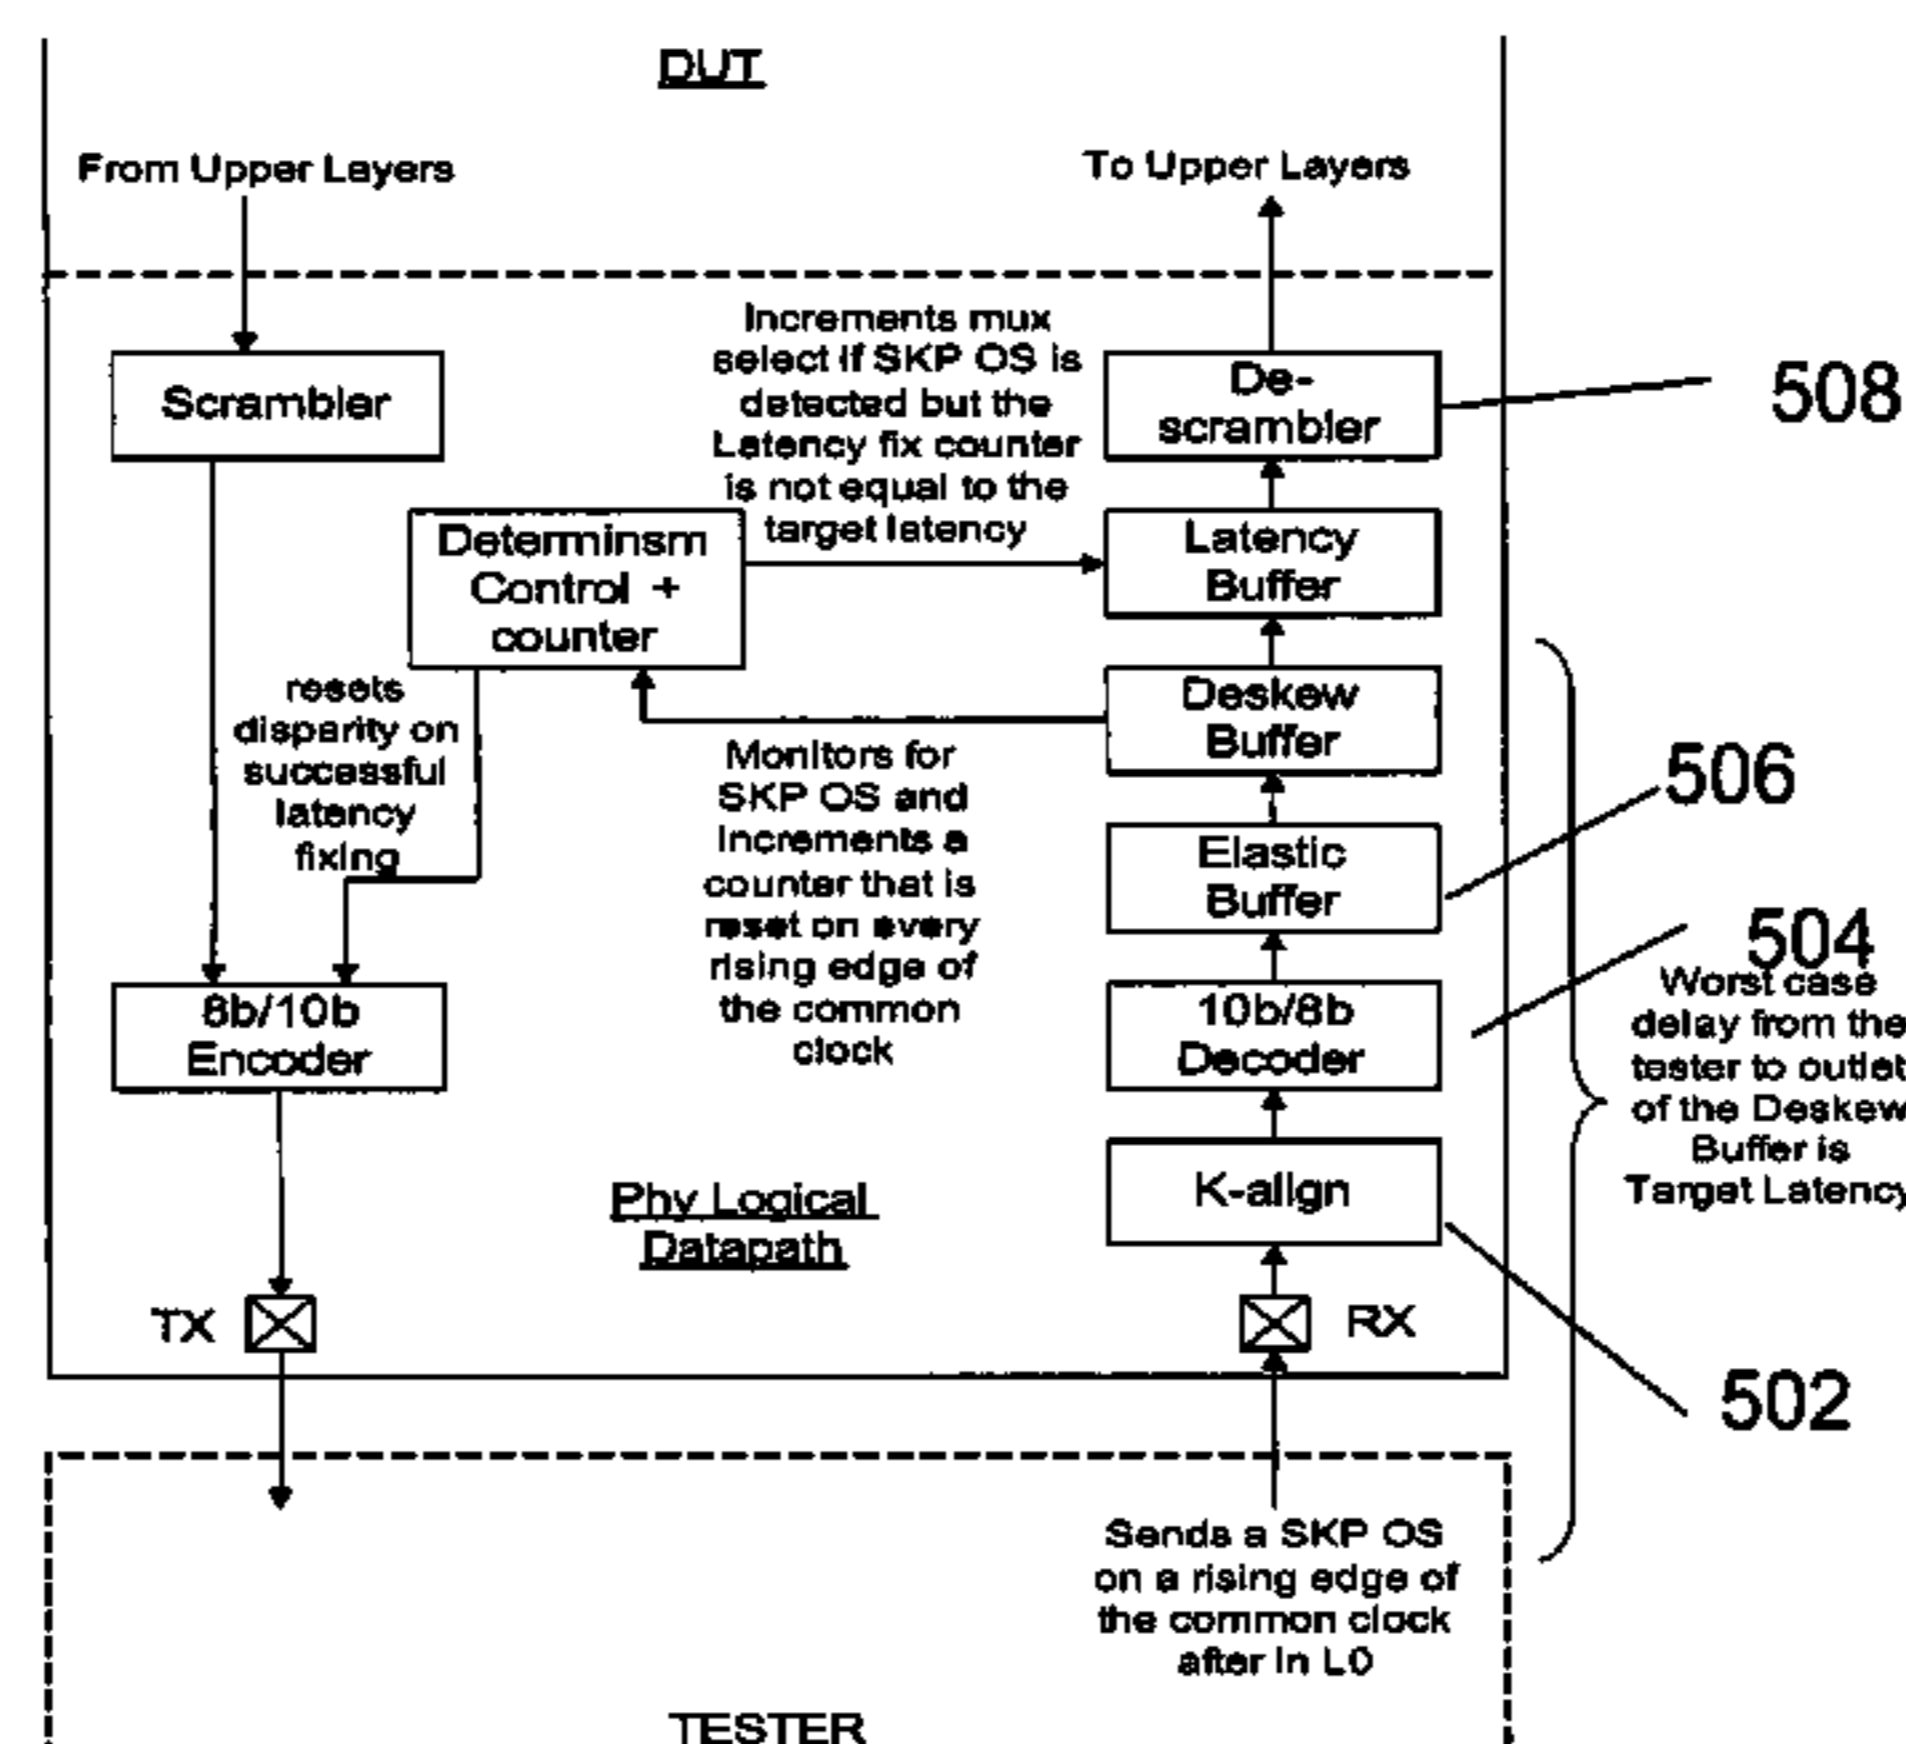 DUT
From Upper Layers
To Upper Layers
Scrambler
Increments mux
select if SKP OS is
detected but the
Latency fix counter
is not equal to the
target latency
De-
scrambler
508
Determinsm
Control +
counter
Latency
Buffer
resets
disparity on
successful
latency
fixing
Deskew
Buffer
Monitors for
SKP OS and
increments a
counter that is
reset on every
rising edge of
the common
clock
506
Elastic
Buffer
504
8b/10b
Encoder
10b/8b
Decoder
Worst case
delay from the
tester to outlet
of the Deskew
Buffer is
Target Latency
K-align
Phy Logical
Datapath
TX
RX
502
Sends a SKP OS
on a rising edge of
the common clock
after in L0
TESTER